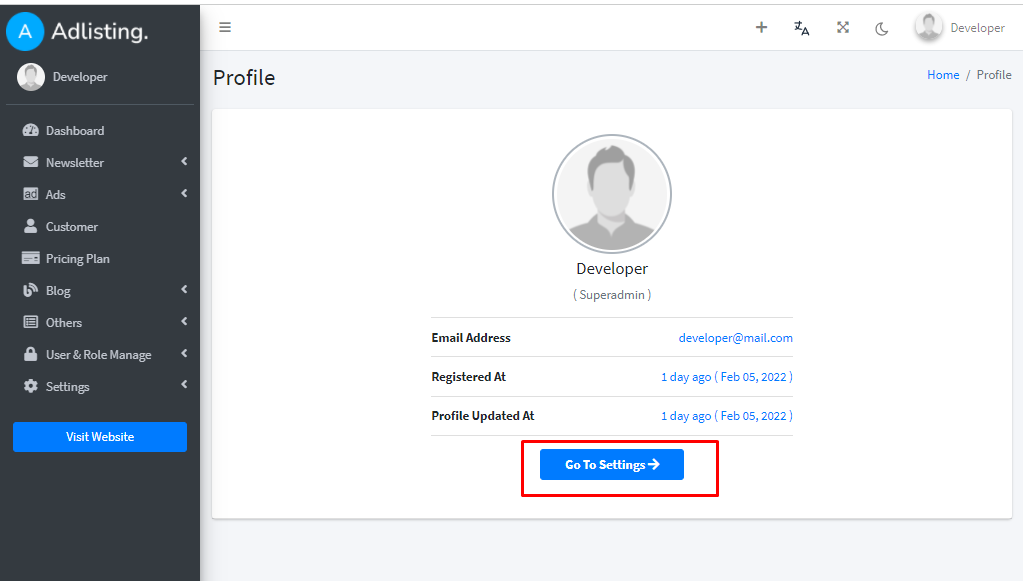 A Adlisting.
Developer
Developer
Dashboard
Newsletter
ad Ads
Customer
Pricing Plan
Blog
Others
User & Role Manage
Settings
Visit Website
Profile
Home / Profile
Developer
( Superadmin )
Email Address developer@mail.com
Registered At 1 day ago ( Feb 05, 2022 )
Profile Updated At 1 day ago ( Feb 05, 2022 )
Go To Settings